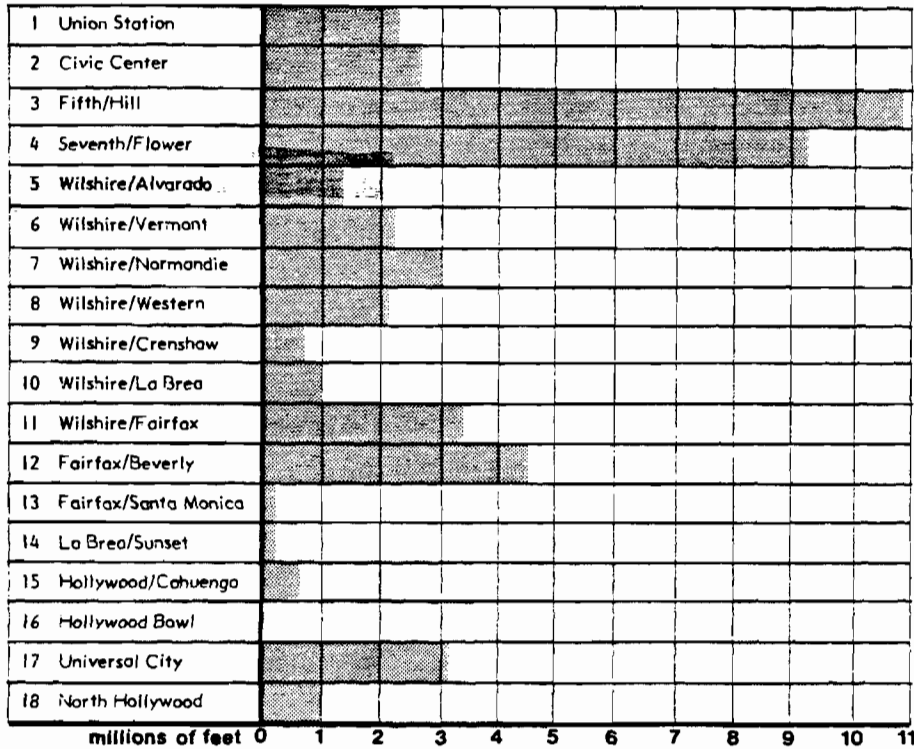 1 Union Station
2 Civic Center
3 Fifth/Hill
4 Seventh/Flower
5 Wilshire/Alvarado
6 Wilshire/Vermont
7 Wilshire/Normandie
8 Wilshire/Western
9 Wilshire/Crenshaw
10 Wilshire/La Brea
11 Wilshire/Fairfax
12 Fairfax/Beverly
13 Fairfax/Santa Monica
14 La Brea/Sunset
15 Hollywood/Cahuenga
16 Hollywood Bowl
17 Universal City
18 North Hollywood
millions of feet 0 1 2 3 4 5 6 7 8 9 10 11